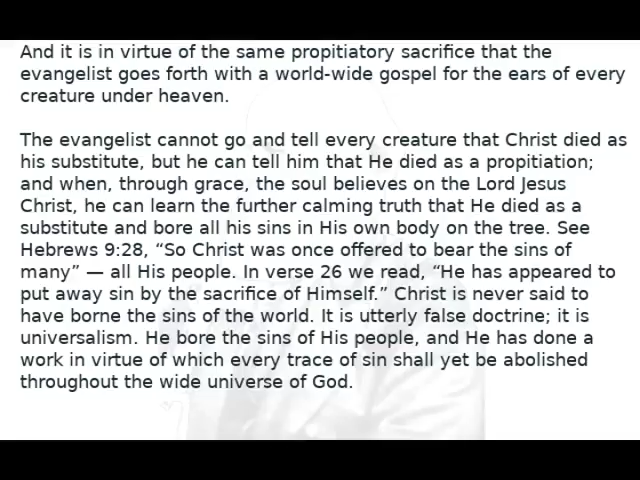 And it is in virtue of the same propitiatory sacrifice that the
evangelist goes forth with a world-wide gospel for the ears of every
creature under heaven.
The evangelist cannot go and tell every creature that Christ died as
his substitute, but he can tell him that He died as a propitiation;
and when, through grace, the soul believes on the Lord Jesus
Christ, he can learn the further calming truth that He died as a
substitute and bore all his sins in His own body on the tree. See
Hebrews 9:28, “So Christ was once offered to bear the sins of
many” — all His people. In verse 26 we read, “He has appeared to
put away sin by the sacrifice of Himself.” Christ is never said to
have borne the sins of the world. It is utterly false doctrine; it is
universalism. He bore the sins of His people, and He has done a
work in virtue of which every trace of sin shall yet be abolished
throughout the wide universe of God.